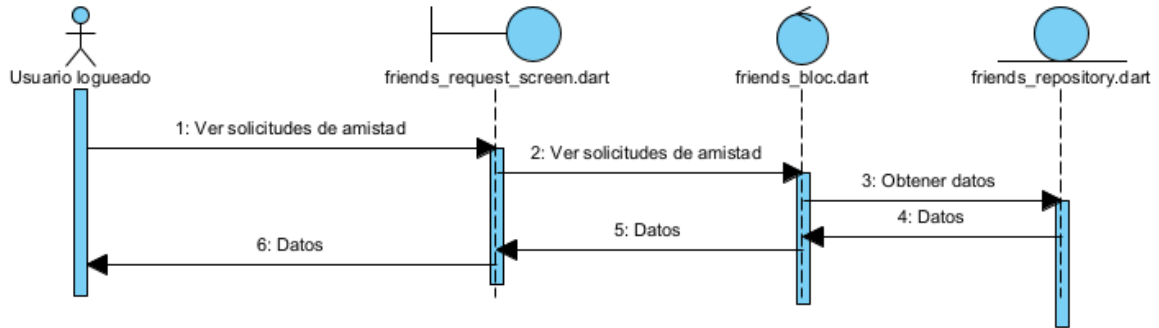 Usuario logueado
friends_request_screen.dart
friends_bloc.dart
friends_repository.dart
1: Ver solicitudes de amistad
2: Ver solicitudes de amistad
3: Obtener datos
4: Datos
5: Datos
6: Datos